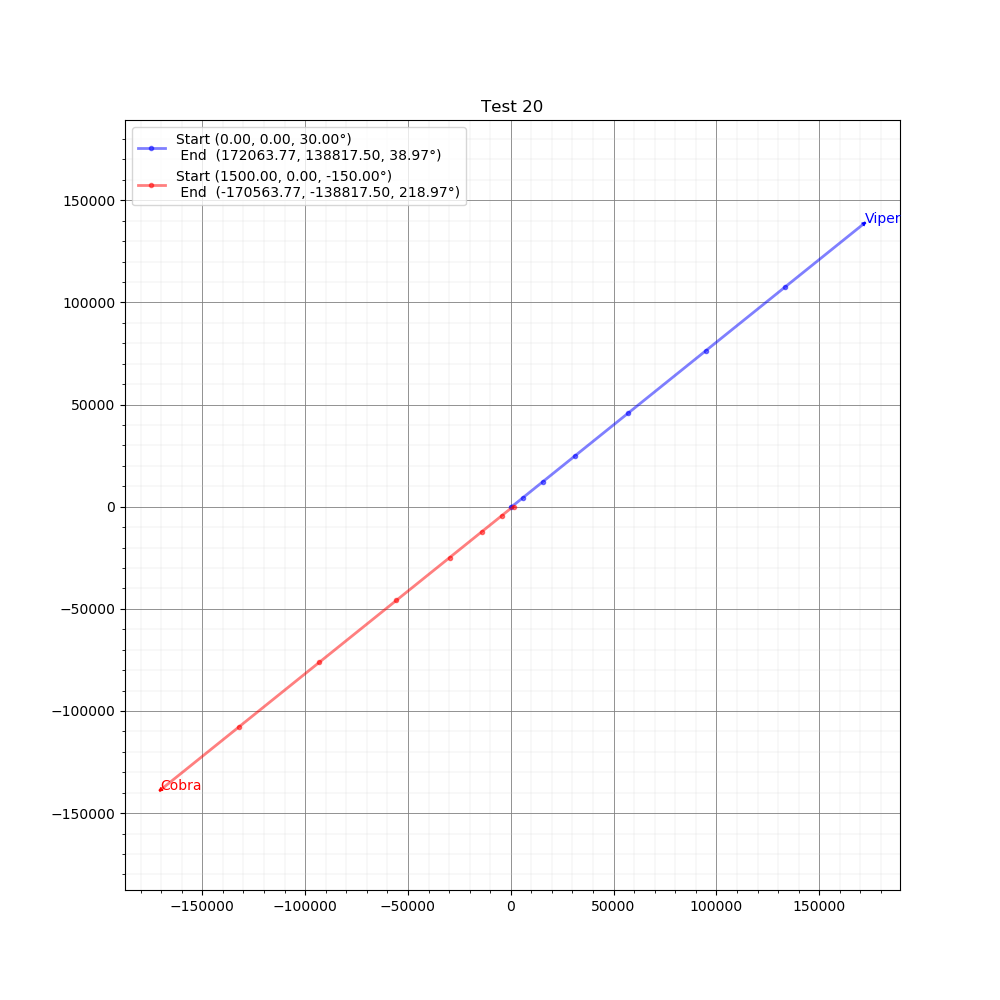 Test 20
Start (0.00, 0.00, 30.00°)
End (172063.77, 138817.50, 38.97°)
Start (1500.00, 0.00, -150.00°)
End (-170563.77, -138817.50, 218.97°)
150000
100000
50000
0
−50000
−100000
−150000
Viper
Cobra
−150000 −100000 −50000 0 50000 100000 150000